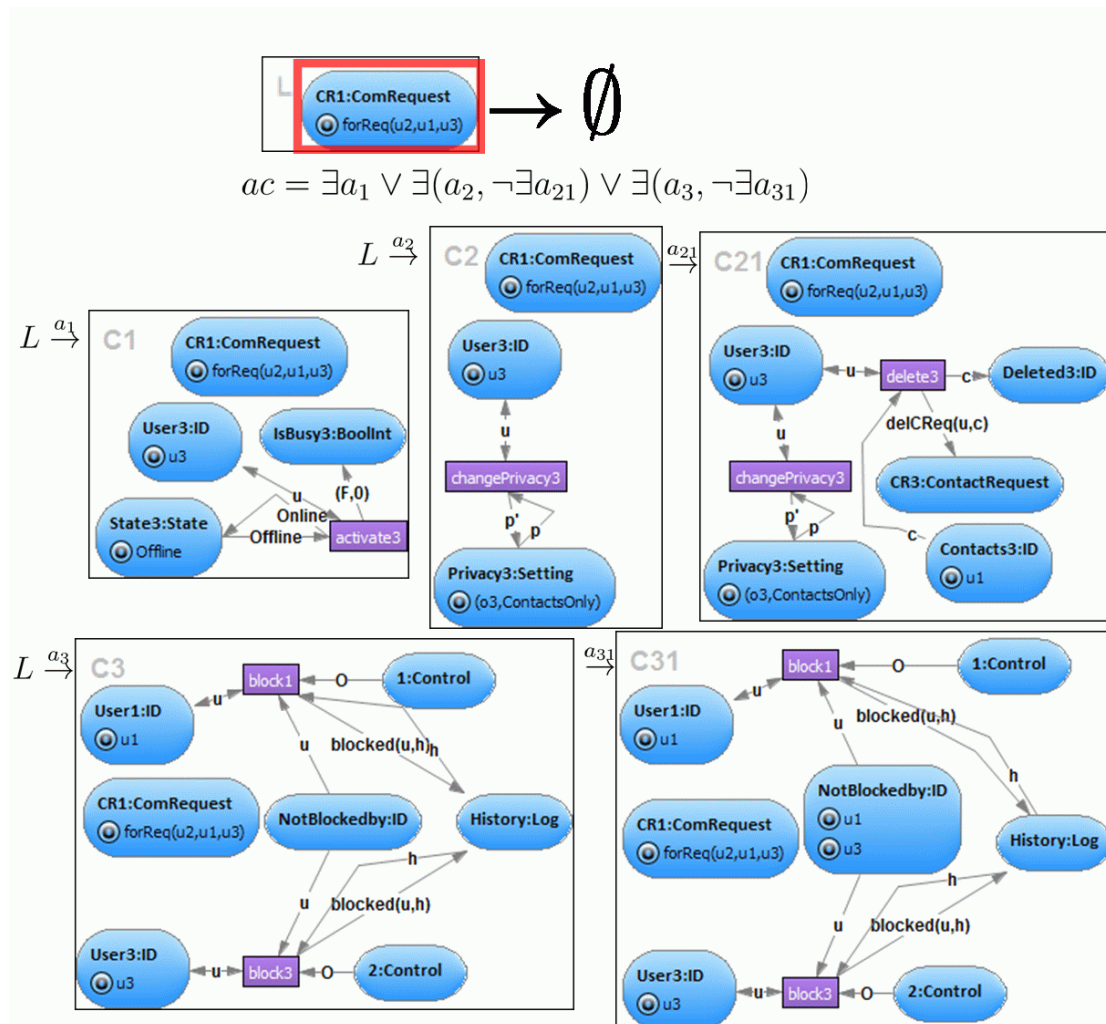 L
CR1:ComRequest
forReq(u2,u1,u3)
→ ∅
ac = ∃a₁ ∨ ∃(a₂, ¬∃a₂₁) ∨ ∃(a₃, ¬∃a₃₁)
L a₁ →
C1
CR1:ComRequest
forReq(u2,u1,u3)
User3:ID
u3
IsBusy3:BoolInt
u
(F,0)
Online
State3:State
Offline
Offline
activate3
L a₂ →
C2
CR1:ComRequest
forReq(u2,u1,u3)
User3:ID
u3
u
changePrivacy3
p'
p
Privacy3:Setting
(o3,ContactsOnly)
a₂₁ →
C21
CR1:ComRequest
forReq(u2,u1,u3)
User3:ID
u3
u
delete3
c
Deleted3:ID
delCReq(u,c)
u
changePrivacy3
CR3:ContactRequest
p'
p
c
Contacts3:ID
u1
Privacy3:Setting
(o3,ContactsOnly)
L a₃ →
C3
block1
O
1:Control
User1:ID
u1
u
u
blocked(u,h)
h
CR1:ComRequest
forReq(u2,u1,u3)
NotBlockedby:ID
History:Log
h
u
blocked(u,h)
User3:ID
u3
u
block3
O
2:Control
a₃₁ →
C31
block1
O
1:Control
User1:ID
u1
u
u
blocked(u,h)
h
NotBlockedby:ID
u1
u3
CR1:ComRequest
forReq(u2,u1,u3)
History:Log
h
u
blocked(u,h)
User3:ID
u3
u
block3
O
2:Control